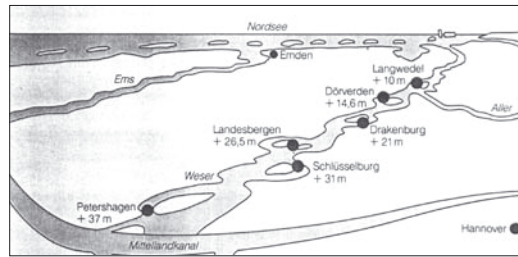 Nordsee
Emden
Ems
Langwedel
+ 10 m
Dörverden
+ 14,6 m
Aller
Drakenburg
+ 21 m
Landesbergen
+ 26,5 m
Schlüsselburg
+ 31 m
Weser
Petershagen
+ 37 m
Hannover
Mittellandkanal